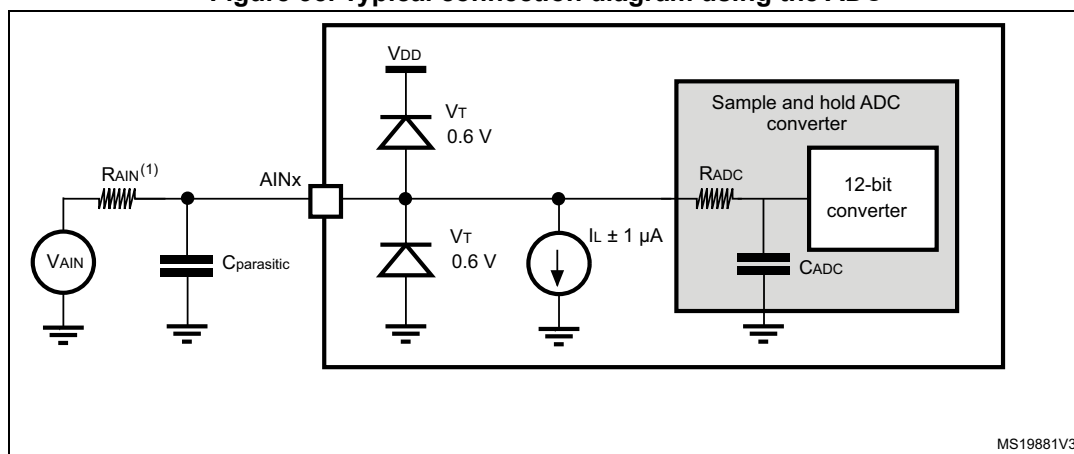 VDD
Sample and hold ADC
converter
VT
0.6 V
RAIN(1)
AINx
RADC
12-bit
converter
VT
0.6 V
IL ± 1 µA
VAIN
Cparasitic
CADC
MS19881V3